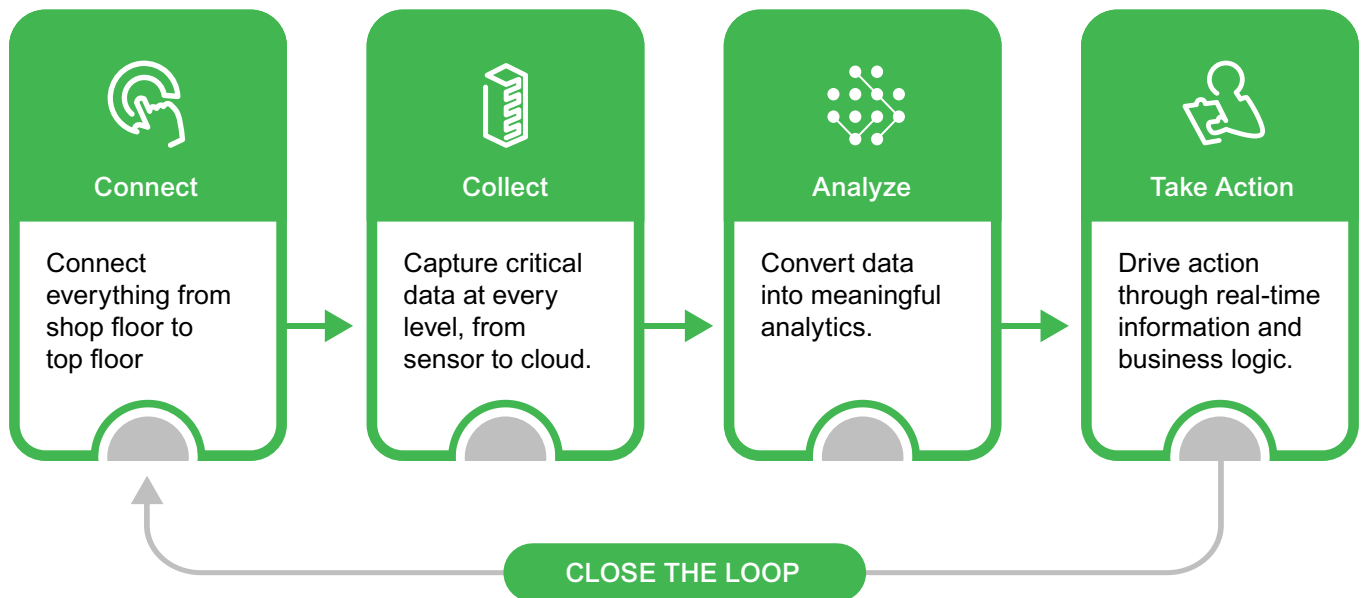 Connect
Connect
everything from
shop floor to
top floor
Collect
Capture critical
data at every
level, from
sensor to cloud.
Analyze
Convert data
into meaningful
analytics.
Take Action
Drive action
through real-time
information and
business logic.
CLOSE THE LOOP